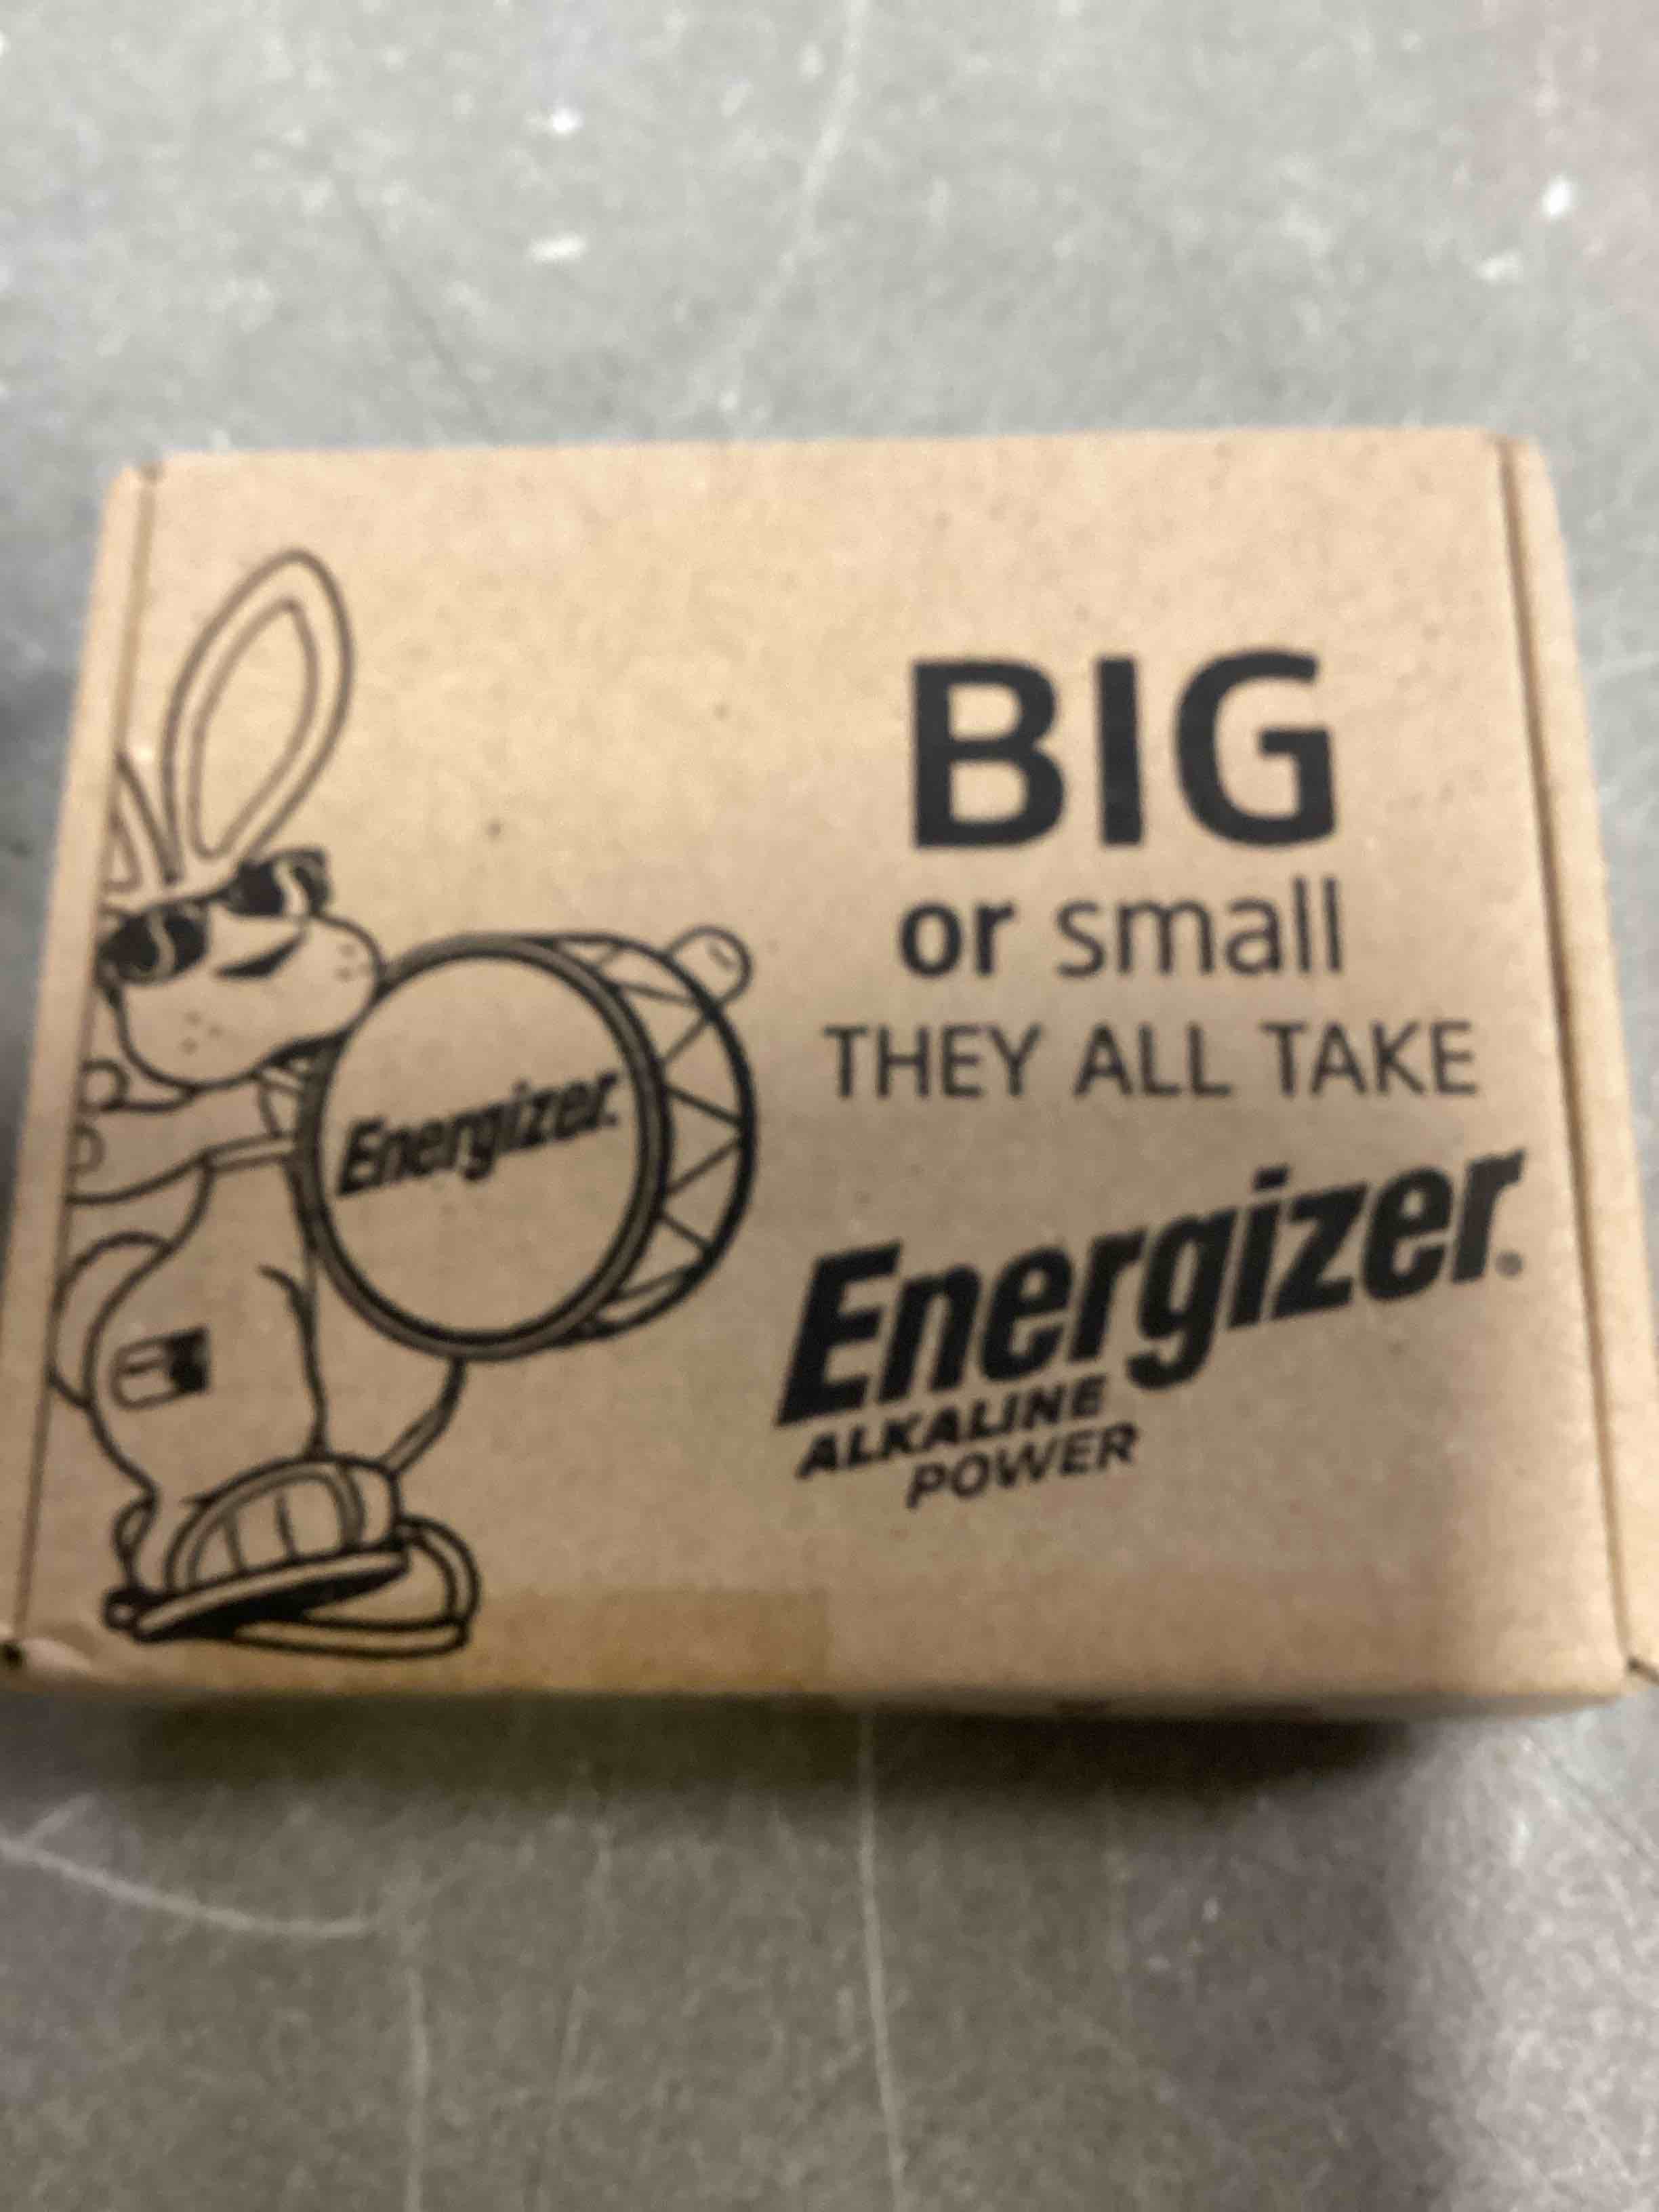 BIG
or small
THEY ALL TAKE
Energizer.
Energizer.®
ALKALINE
POWER